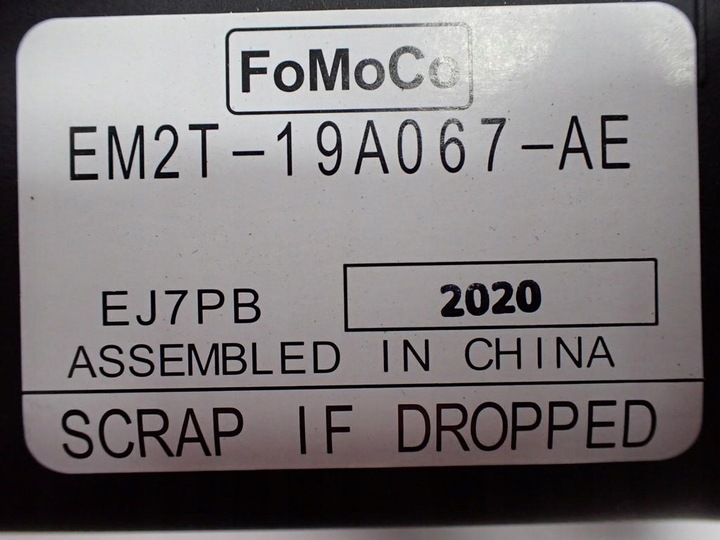 FoMoCo
EM2T-19A067-AE
EJ7PB 2020
ASSEMBLED IN CHINA
SCRAP IF DROPPED